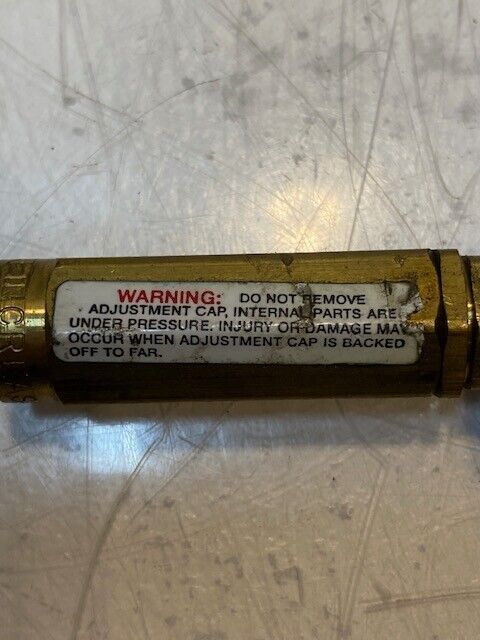 WARNING: DO NOT REMOVE
ADJUSTMENT CAP, INTERNAL PARTS ARE
UNDER PRESSURE. INJURY OR DAMAGE MAY
OCCUR WHEN ADJUSTMENT CAP IS BACKED
OFF TO FAR.